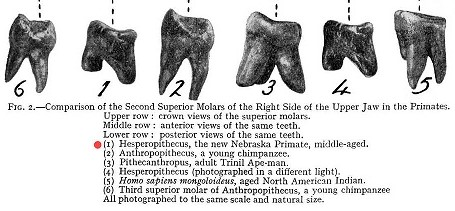 6 1 2 3 4 5
FIG. 2.—Comparison of the Second Superior Molars of the Right Side of the Upper Jaw in the Primates.
Upper row : crown views of the superior molars.
Middle row : anterior views of the same teeth.
Lower row : posterior views of the same teeth.
(1) Hesperopithecus, the new Nebraska Primate, middle-aged.
(2) Anthropopithecus, a young chimpanzee.
(3) Pithecanthropus, adult Trinil Ape-man.
(4) Hesperopithecus (photographed in a different light).
(5) Homo sapiens mongoloideus, aged North American Indian.
(6) Third superior molar of Anthropopithecus, a young chimpanzee
All photographed to the same scale and natural size.